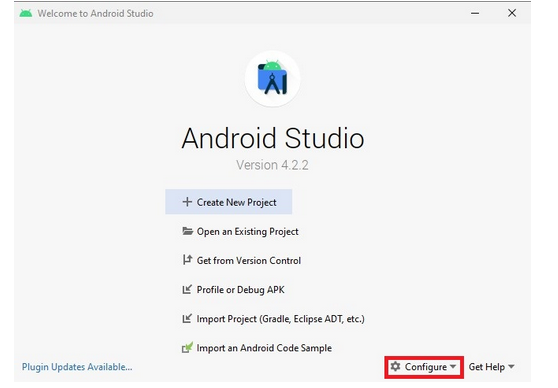 Welcome to Android Studio
Android Studio
Version 4.2.2
Create New Project
Open an Existing Project
Get from Version Control
Profile or Debug APK
Import Project (Gradle, Eclipse ADT, etc.)
Import an Android Code Sample
Plugin Updates Available... Configure Get Help